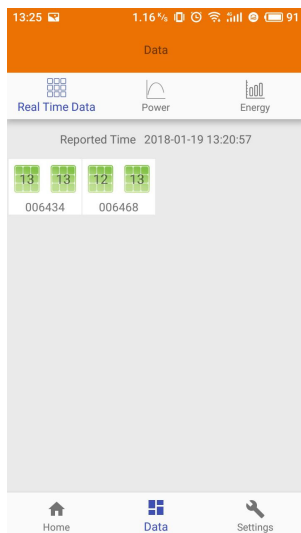 13:25 1.16 K/s 91
Data
Real Time Data Power Energy
Reported Time 2018-01-19 13:20:57
13 13 12 13
006434 006468
Home Data Settings